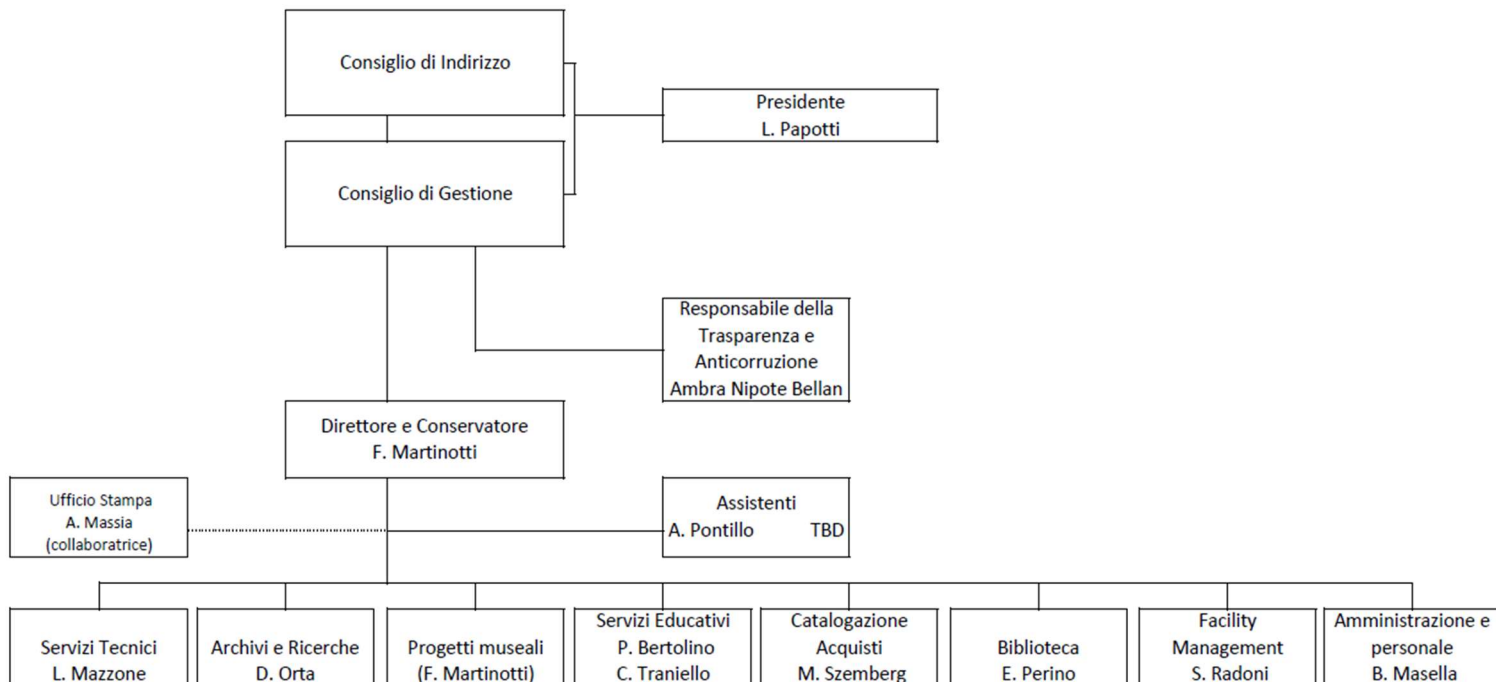 Consiglio di Indirizzo
Presidente
L. Papotti
Consiglio di Gestione
Responsabile della
Trasparenza e
Anticorruzione
Ambra Nipote Bellan
Direttore e Conservatore
F. Martinotti
Ufficio Stampa
A. Massia
(collaboratrice)
Assistenti
A. Pontillo TBD
Servizi Tecnici
L. Mazzone
Archivi e Ricerche
D. Orta
Progetti museali
(F. Martinotti)
Servizi Educativi
P. Bertolino
C. Traniello
Catalogazione
Acquisti
M. Szemberg
Biblioteca
E. Perino
Facility
Management
S. Radoni
Amministrazione e
personale
B. Masella